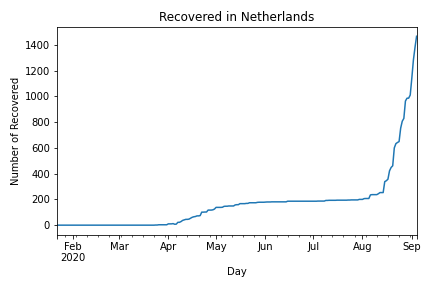 Recovered in Netherlands
Number of Recovered
1400
1200
1000
800
600
400
200
0
Feb Mar Apr May Jun Jul Aug Sep
2020
Day